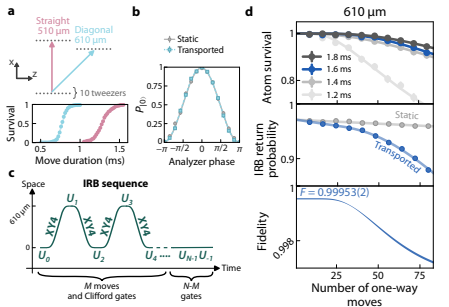 a
Straight
510 μm
Diagonal
610 μm
x
z
10 tweezers
Survival
1
0
0.5
1.0
1.5
Move duration (ms)
b
Static
Transported
P|0⟩
1.0
0.5
0.0
−π −π/2 0 π/2 π
Analyzer phase
c
Space
IRB sequence
610 μm
0
U0
XY4
U1
XY4
U2
XY4
U3
XY4
U4
UN-1 U-1
Time
M moves
and Clifford gates
N-M
gates
d
610 μm
Atom survival
1
0.8
1.8 ms
1.6 ms
1.4 ms
1.2 ms
IRB return
probability
1
0.9
Static
Transported
Fidelity
1
0.998
F = 0.99953(2)
25
50
75
Number of one-way
moves